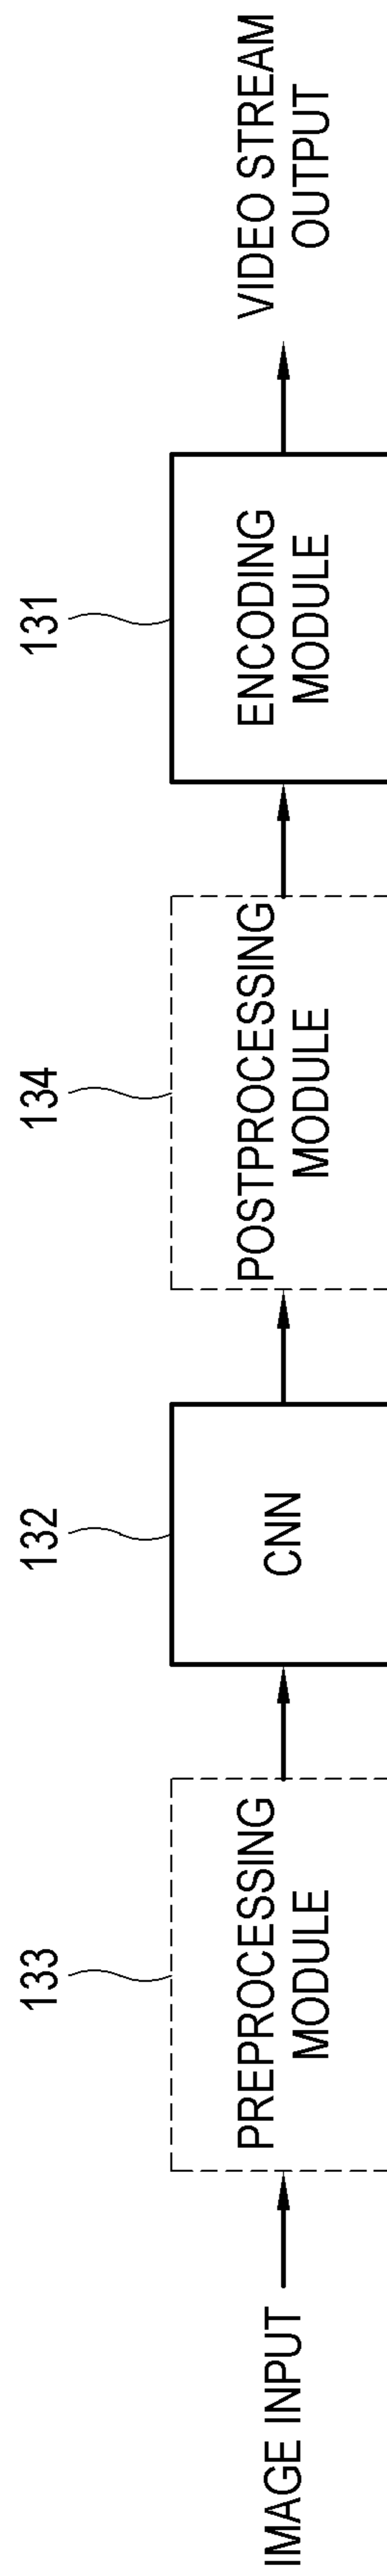 133
132
134
131
IMAGE INPUT
PREPROCESSING
MODULE
CNN
POSTPROCESSING
MODULE
ENCODING
MODULE
VIDEO STREAM
OUTPUT